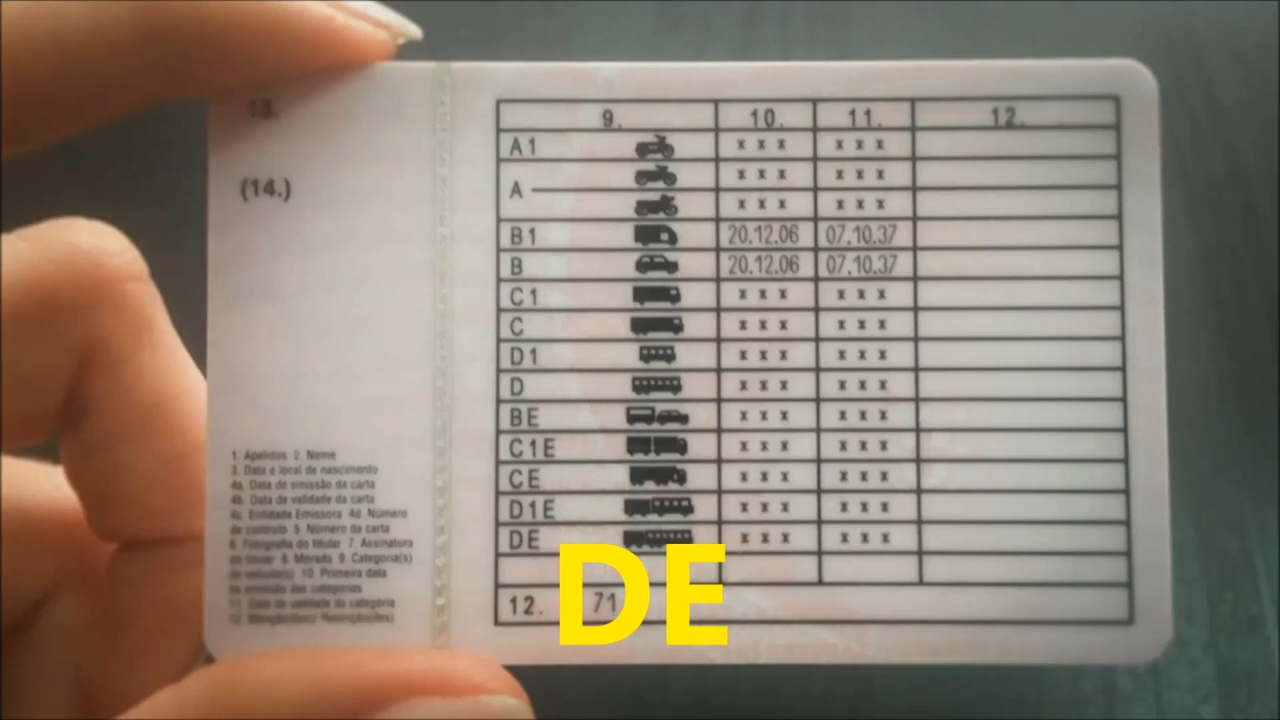 13.
(14.)
1. Apelidos 2. Nome
3. Data e local de nascimento
4a. Data de emissão da carta
4b. Data de validade da carta
4c. Entidade Emissora 4d. Número
de controlo 5. Número da carta
6. Fotografia do titular 7. Assinatura
do titular 8. Morada 9. Categoria(s)
de veículo(s) 10. Primeira data
de emissão das categorias
11. Data de validade da categoria
9. 10. 11. 12.
A1 x x x x x x
x x x x x x
A
x x x x x x
B1 20.12.06 07.10.37
B 20.12.06 07.10.37
C1 x x x x x x
C x x x x x x
D1 x x x x x x
D x x x x x x
BE x x x x x x
C1E x x x x x x
CE x x x x x x
D1E x x x x x x
DE x x x x x x
12. 71
DE